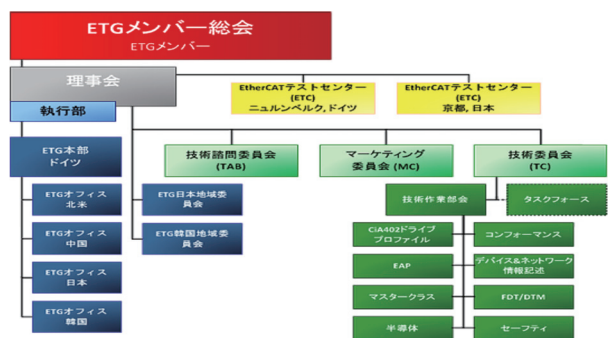 ETGメンバー総会
ETGメンバー
理事会
執行部
EtherCATテストセンター
(ETC)
ニュルンベルク,ドイツ
EtherCATテストセンター
(ETC)
京都, 日本
ETG本部
ドイツ
技術諮問委員会
(TAB)
マーケティング
委員会 (MC)
技術委員会
(TC)
ETGオフィス
北米
ETG日本地域委
員会
技術作業部会
タスクフォース
ETGオフィス
中国
ETG韓国地域委
員会
CiA402ドライブ
プロファイル
コンフォーマンス
ETGオフィス
日本
EAP
デバイス&ネットワーク
情報記述
ETGオフィス
韓国
マスタークラス
FDT/DTM
半導体
セーフティ